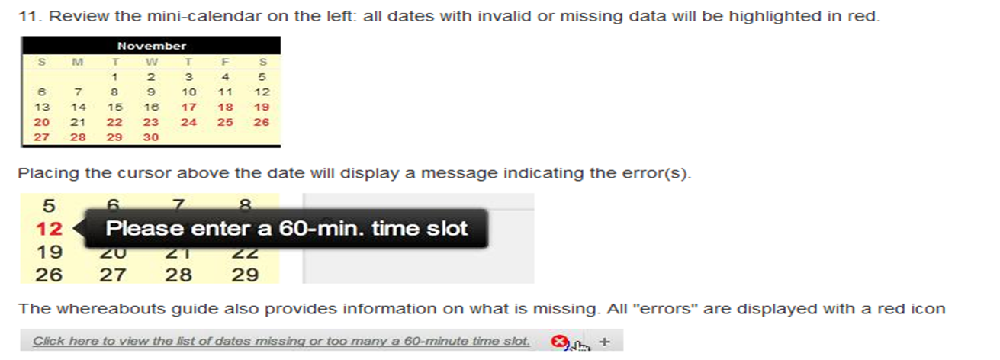 11. Review the mini-calendar on the left: all dates with invalid or missing data will be highlighted in red.
November
S M T W T F S
1 2 3 4 5
6 7 8 9 10 11 12
13 14 15 16 17 18 19
20 21 22 23 24 25 26
27 28 29 30
Placing the cursor above the date will display a message indicating the error(s).
5 6 7 8
12 Please enter a 60-min. time slot
19 20 21 22
26 27 28 29
The whereabouts guide also provides information on what is missing. All "errors" are displayed with a red icon
Click here to view the list of dates missing or too many a 60-minute time slot. +